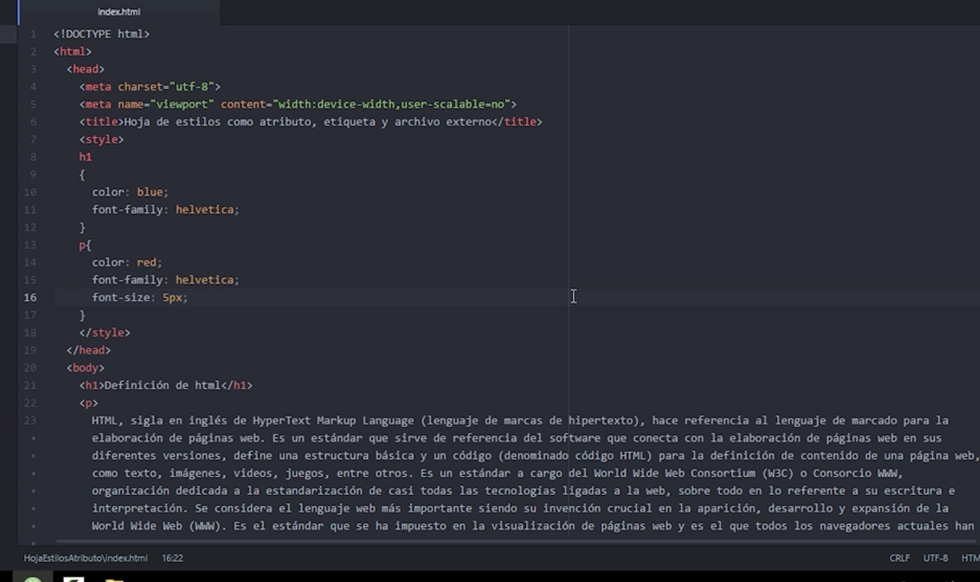 index.html
1 <!DOCTYPE html>
2 <html>
3 <head>
4 <meta charset="utf-8">
5 <meta name="viewport" content="width:device-width,user-scalable=no">
6 <title>Hoja de estilos como atributo, etiqueta y archivo externo</title>
7 <style>
8 h1
9 {
10 color: blue;
11 font-family: helvetica;
12 }
13 p{
14 color: red;
15 font-family: helvetica;
16 font-size: 5px;
17 }
18 </style>
19 </head>
20 <body>
21 <h1>Definición de html</h1>
22 <p>
23 HTML, sigla en inglés de HyperText Markup Language (lenguaje de marcas de hipertexto), hace referencia al lenguaje de marcado para la
elaboración de páginas web. Es un estándar que sirve de referencia del software que conecta con la elaboración de páginas web en sus
diferentes versiones, define una estructura básica y un código (denominado código HTML) para la definición de contenido de una página web,
como texto, imágenes, videos, juegos, entre otros. Es un estándar a cargo del World Wide Web Consortium (W3C) o Consorcio WWW,
organización dedicada a la estandarización de casi todas las tecnologías ligadas a la web, sobre todo en lo referente a su escritura e
interpretación. Se considera el lenguaje web más importante siendo su invención crucial en la aparición, desarrollo y expansión de la
World Wide Web (WWW). Es el estándar que se ha impuesto en la visualización de páginas web y es el que todos los navegadores actuales han
HojaEstilosAtributo\index.html 16:22 CRLF UTF-8 HTM